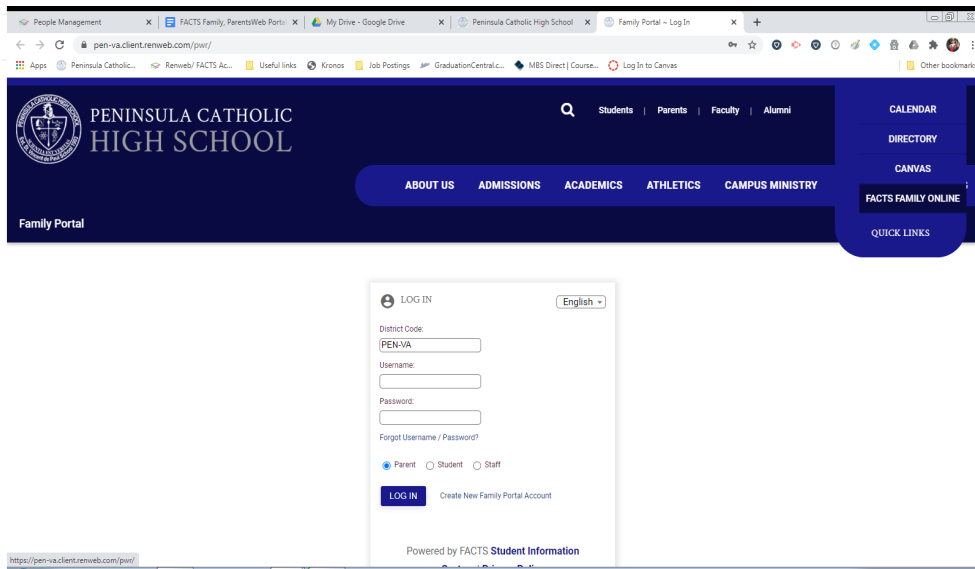 People Management
FACTS Family, ParentsWeb Portal
My Drive - Google Drive
Peninsula Catholic High School
Family Portal ~ Log In
pen-va.client.renweb.com/pwr/
Apps
Peninsula Catholic...
Renweb/ FACTS Ac...
Useful links
Kronos
Job Postings
GraduationCentral.c...
MBS Direct | Course...
Log In to Canvas
Other bookmarks
PENINSULA CATHOLIC
HIGH SCHOOL
Students | Parents | Faculty | Alumni
CALENDAR
DIRECTORY
CANVAS
FACTS FAMILY ONLINE
QUICK LINKS
ABOUT US ADMISSIONS ACADEMICS ATHLETICS CAMPUS MINISTRY
Family Portal
LOG IN
English
District Code:
PEN-VA
Username:
Password:
Forgot Username / Password?
Parent Student Staff
LOG IN
Create New Family Portal Account
Powered by FACTS Student Information
https://pen-va.client.renweb.com/pwr/